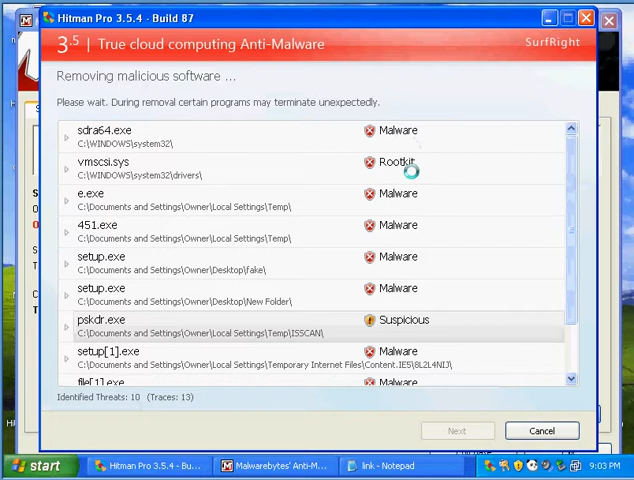 Hitman Pro 3.5.4 - Build 87
3.5 | True cloud computing Anti-Malware
SurfRight
Removing malicious software ...
Please wait. During removal certain programs may terminate unexpectedly.
sdra64.exe Malware
C:\WINDOWS\system32\
vmscsi.sys Rootkit
C:\WINDOWS\system32\drivers\
e.exe Malware
C:\Documents and Settings\Owner\Local Settings\Temp\
451.exe Malware
C:\Documents and Settings\Owner\Local Settings\Temp\
setup.exe Malware
C:\Documents and Settings\Owner\Desktop\fake\
setup.exe Malware
C:\Documents and Settings\Owner\Desktop\New Folder\
pskdr.exe Suspicious
C:\Documents and Settings\Owner\Local Settings\Temp\ISSCAN\
setup[1].exe Malware
C:\Documents and Settings\Owner\Local Settings\Temporary Internet Files\Content.IE5\8L2L4NIJ\
file[1].exe Malware
Identified Threats: 10 (Traces: 13)
Next Cancel
start Hitman Pro 3.5.4 - Bu... Malwarebytes' Anti-M... link - Notepad 9:03 PM